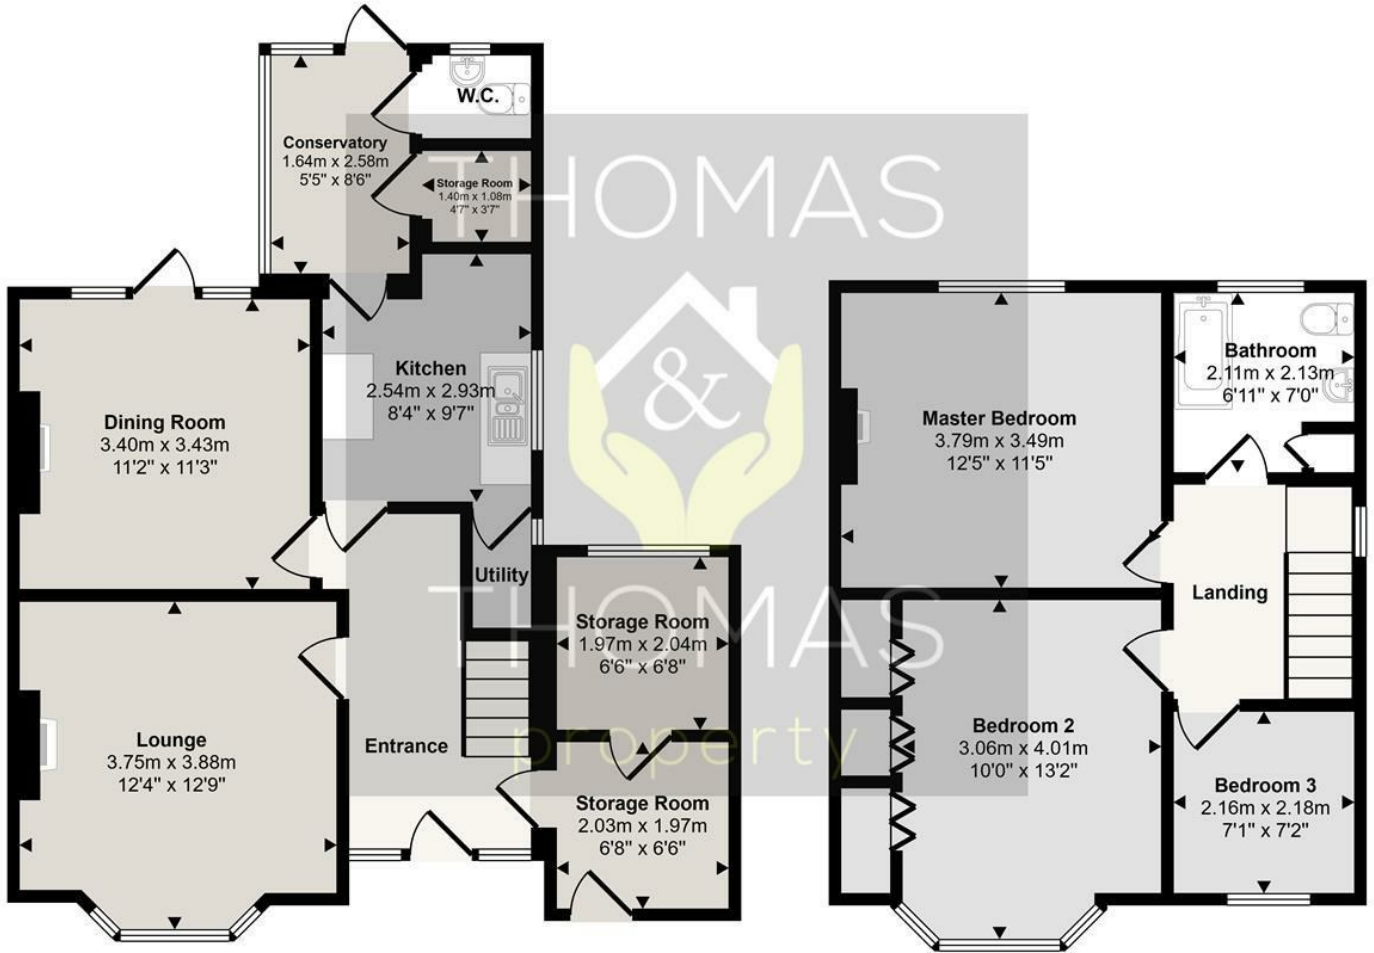 Conservatory
1.64m x 2.58m
5'5" x 8'6"
W.C.
Storage Room
1.40m x 1.08m
4'7" x 3'7"
THOMAS
&
THOMAS
property
Kitchen
2.54m x 2.93m
8'4" x 9'7"
Dining Room
3.40m x 3.43m
11'2" x 11'3"
Utility
Storage Room
1.97m x 2.04m
6'6" x 6'8"
Lounge
3.75m x 3.88m
12'4" x 12'9"
Entrance
Storage Room
2.03m x 1.97m
6'8" x 6'6"
Master Bedroom
3.79m x 3.49m
12'5" x 11'5"
Bathroom
2.11m x 2.13m
6'11" x 7'0"
Landing
Bedroom 2
3.06m x 4.01m
10'0" x 13'2"
Bedroom 3
2.16m x 2.18m
7'1" x 7'2"